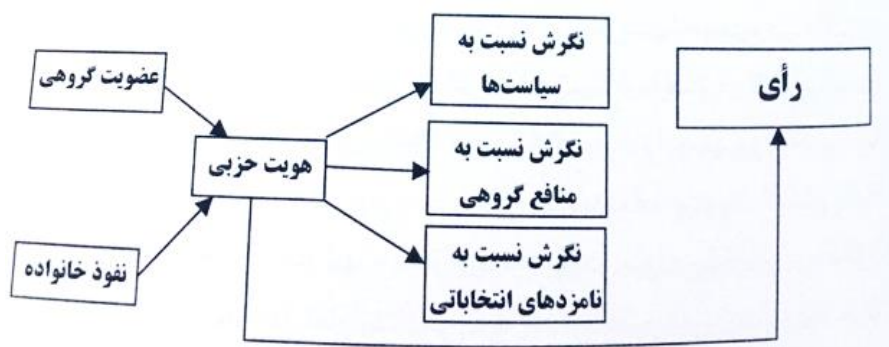 عضویت گروهی
نفوذ خانواده
هویت حزبی
نگرش نسبت به
سیاست‌ها
نگرش نسبت به
منافع گروهی
نگرش نسبت به
نامزدهای انتخاباتی
رأی